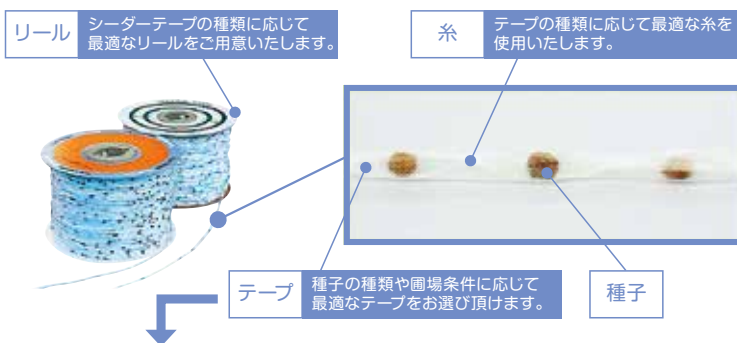 リール
シーダーテープの種類に応じて
最適なリールをご用意いたします。
糸
テープの種類に応じて最適な糸を
使用いたします。
テープ
種子の種類や圃場条件に応じて
最適なテープをお選び頂けます。
種子